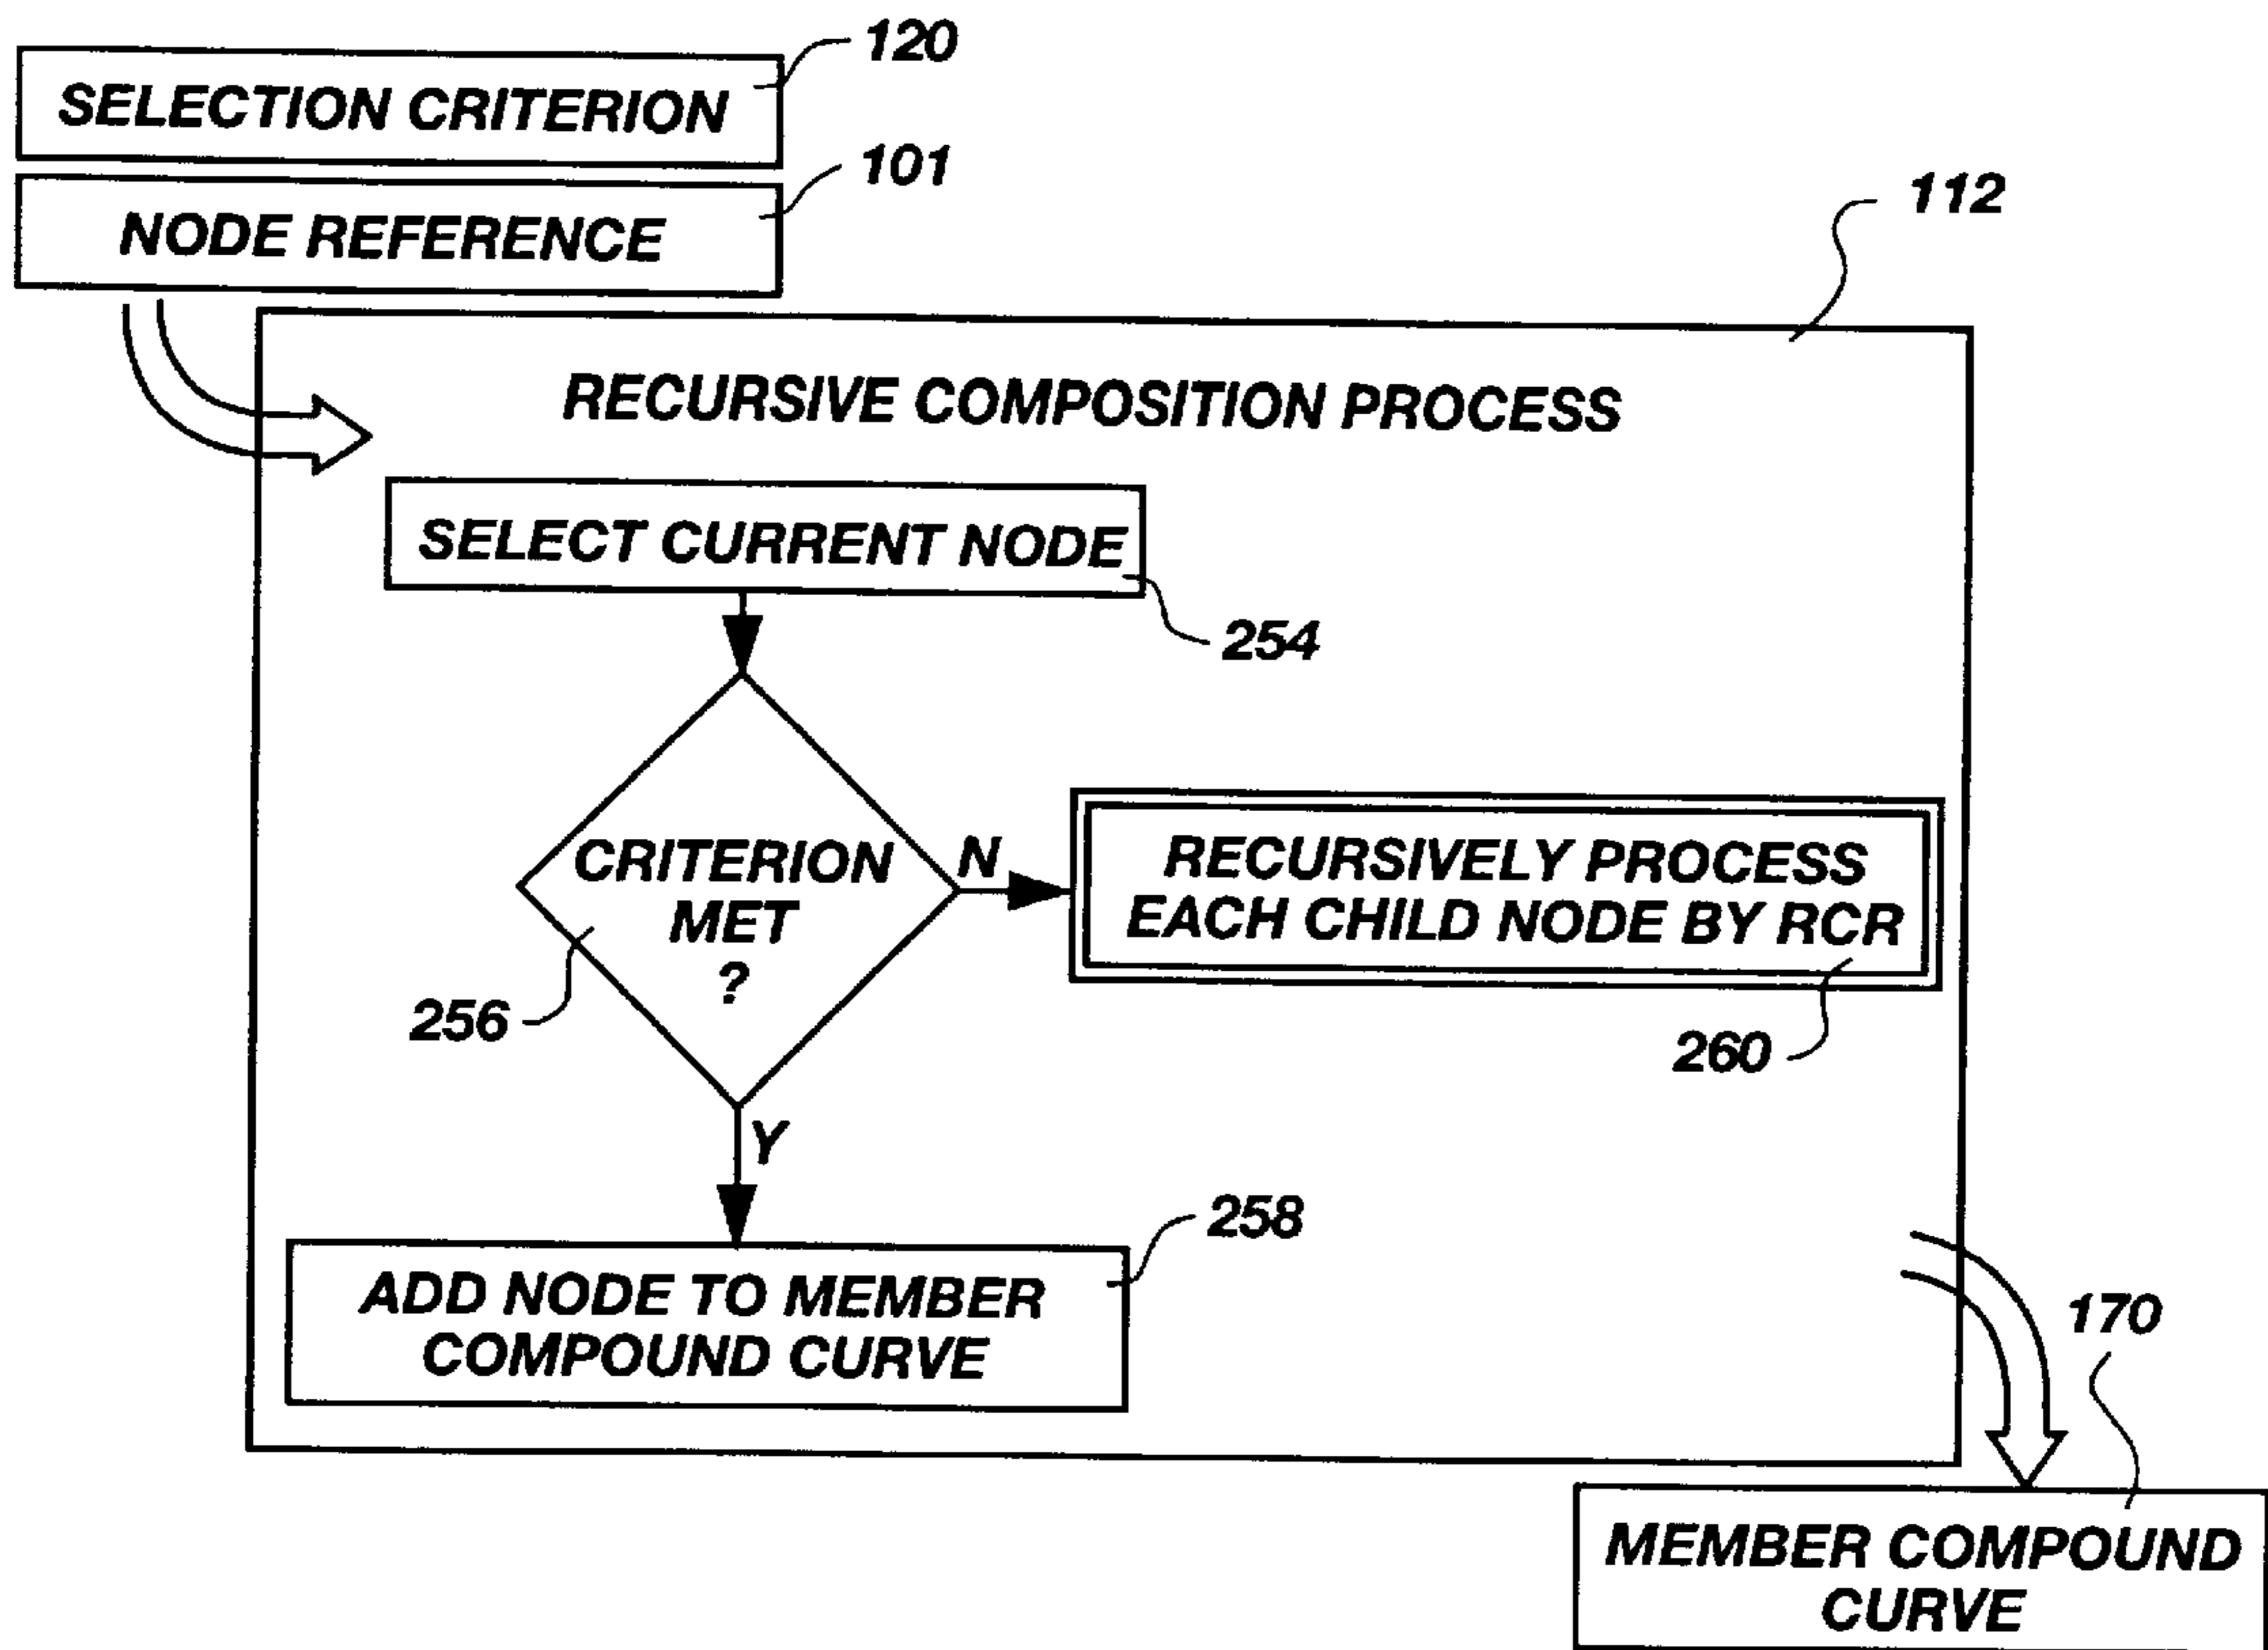 120
SELECTION CRITERION
101
NODE REFERENCE
112
RECURSIVE COMPOSITION PROCESS
SELECT CURRENT NODE
254
CRITERION
MET
?
N
RECURSIVELY PROCESS
EACH CHILD NODE BY RCR
256
260
Y
258
ADD NODE TO MEMBER
COMPOUND CURVE
170
MEMBER COMPOUND
CURVE